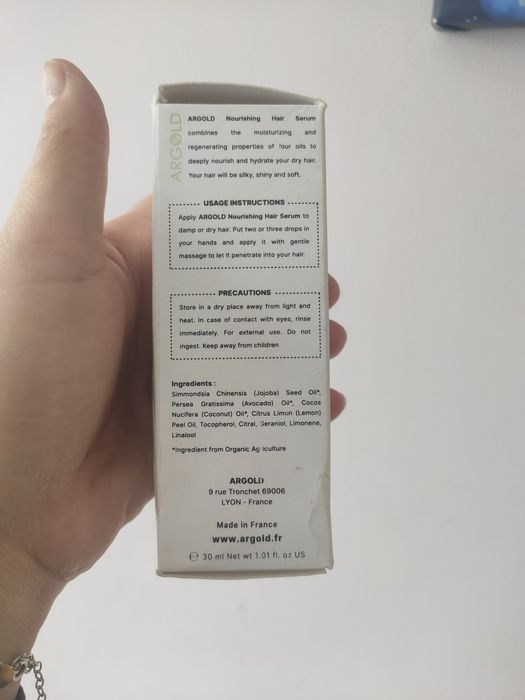 ARGOLD
ARGOLD Nourishing Hair Serum
combines the moisturizing and
regenerating properties of four oils to
deeply nourish and hydrate your dry hair.
Your hair will be silky, shiny and soft.
USAGE INSTRUCTIONS
Apply ARGOLD Nourishing Hair Serum to
damp or dry hair. Put two or three drops in
your hands and apply it with gentle
massage to let it penetrate into your hair.
PRECAUTIONS
Store in a dry place away from light and
heat. In case of contact with eyes, rinse
immediately. For external use. Do not
ingest. Keep away from children
Ingredients :
Simmondsia Chinensis (Jojoba) Seed Oil*,
Persea Gratissima (Avocado) Oil*, Cocos
Nucifera (Coconut) Oil*, Citrus Limon (Lemon)
Peel Oil, Tocopherol, Citral, Geraniol, Limonene,
Linalool
*Ingredient from Organic Agriculture
ARGOLD
9 rue Tronchet 69006
LYON - France
Made in France
www.argold.fr
℮ 30 ml Net wt 1.01 fl. oz US